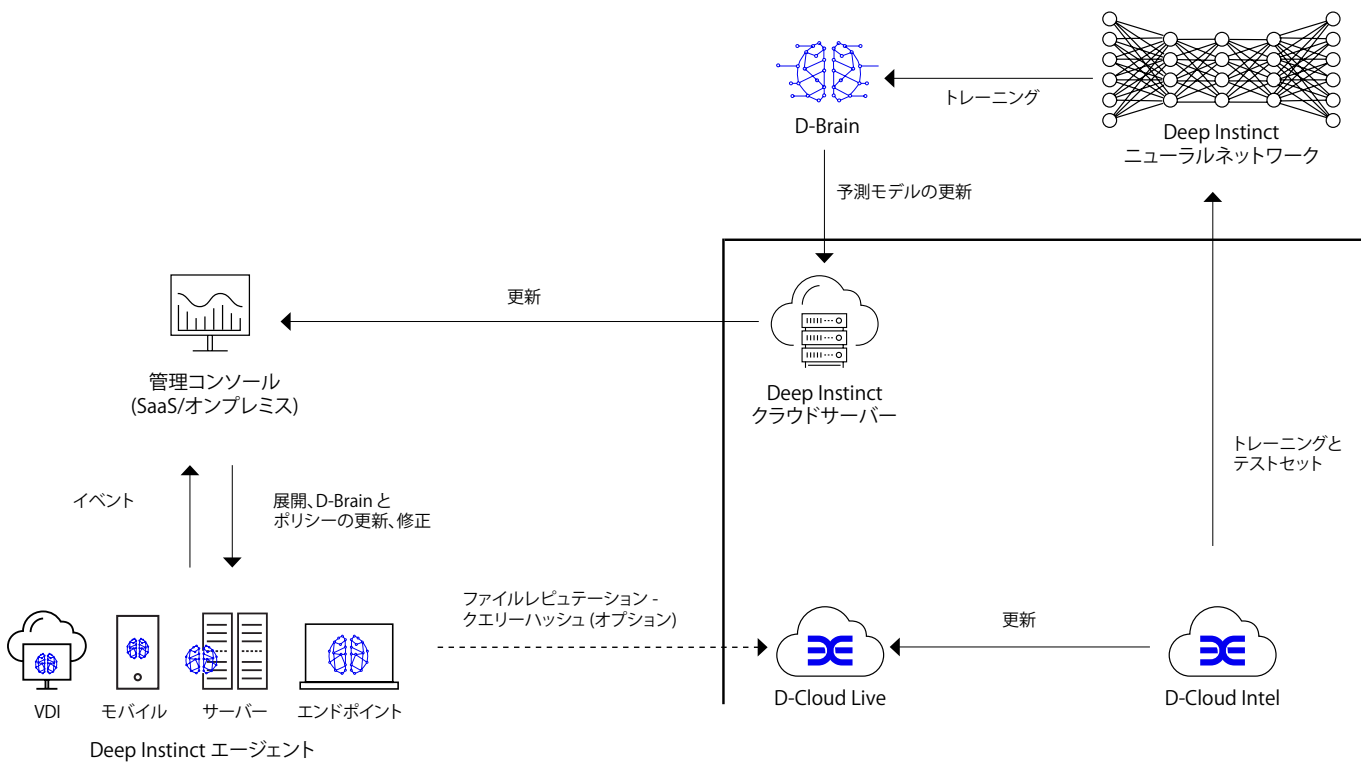 トレーニング
D-Brain
Deep Instinct
ニューラルネットワーク
予測モデルの更新
更新
管理コンソール
(SaaS/オンプレミス)
Deep Instinct
クラウドサーバー
トレーニングと
テストセット
イベント
展開、D-Brain と
ポリシーの更新、修正
ファイルレピュテーション -
クエリーハッシュ (オプション)
更新
D-Cloud Live
D-Cloud Intel
VDI
モバイル
サーバー
エンドポイント
Deep Instinct エージェント